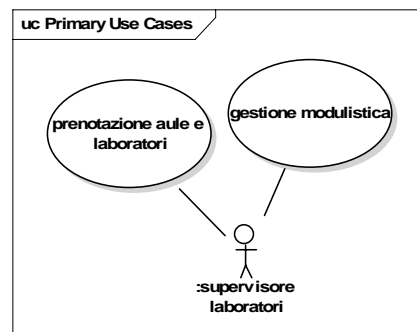 uc Primary Use Cases
prenotazione aule e
laboratori
gestione modulistica
:supervisore
laboratori